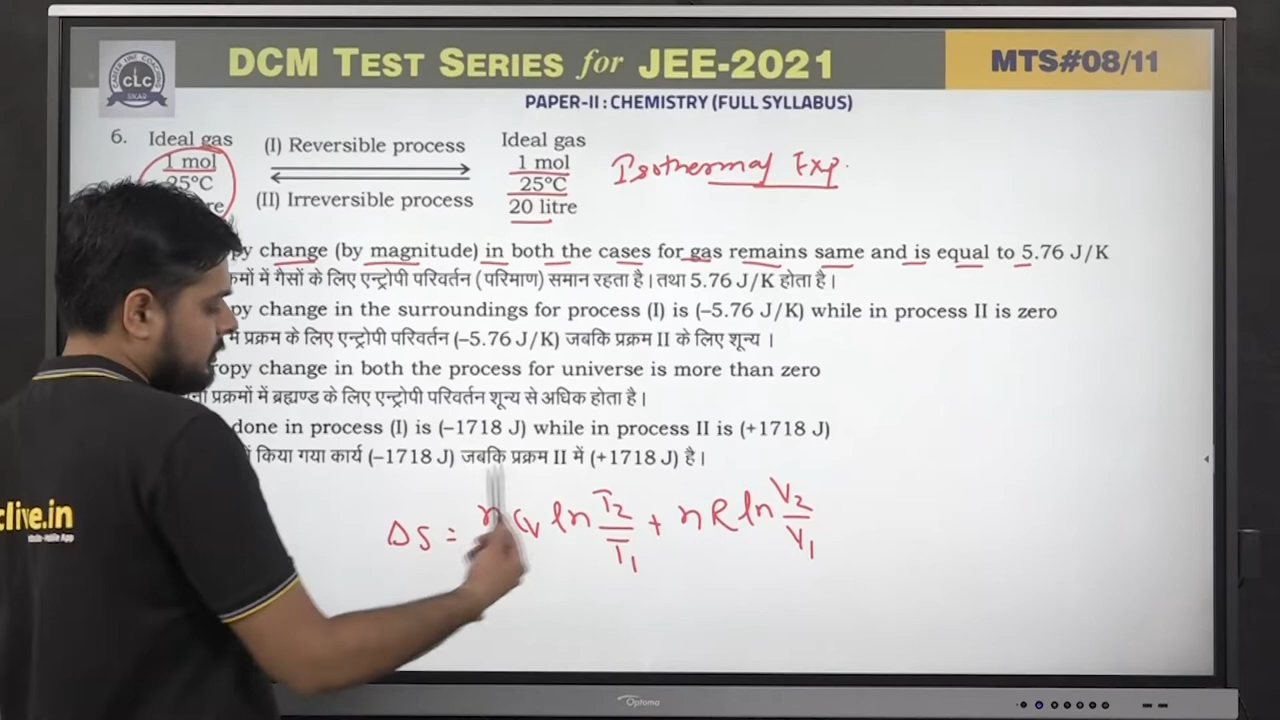 DCM TEST SERIES for JEE-2021
MTS#08/11
CLC
SIKAR
PAPER-II : CHEMISTRY (FULL SYLLABUS)
6. Ideal gas (I) Reversible process Ideal gas
1 mol 1 mol Isothermal Exp.
25°C 25°C
(II) Irreversible process 20 litre
change (by magnitude) in both the cases for gas remains same and is equal to 5.76 J/K
में गैसों के लिए एन्ट्रोपी परिवर्तन (परिमाण) समान रहता है। तथा 5.76 J/K होता है।
change in the surroundings for process (I) is (–5.76 J/K) while in process II is zero
में प्रक्रम के लिए एन्ट्रोपी परिवर्तन (–5.76 J/K) जबकि प्रक्रम II के लिए शून्य ।
change in both the process for universe is more than zero
प्रक्रमों में ब्रह्मण्ड के लिए एन्ट्रोपी परिवर्तन शून्य से अधिक होता है।
done in process (I) is (–1718 J) while in process II is (+1718 J)
किया गया कार्य (–1718 J) जबकि प्रक्रम II में (+1718 J) है।
ΔS = n Cv ln T2/T1 + nR ln V2/V1
clive.in
Optoma